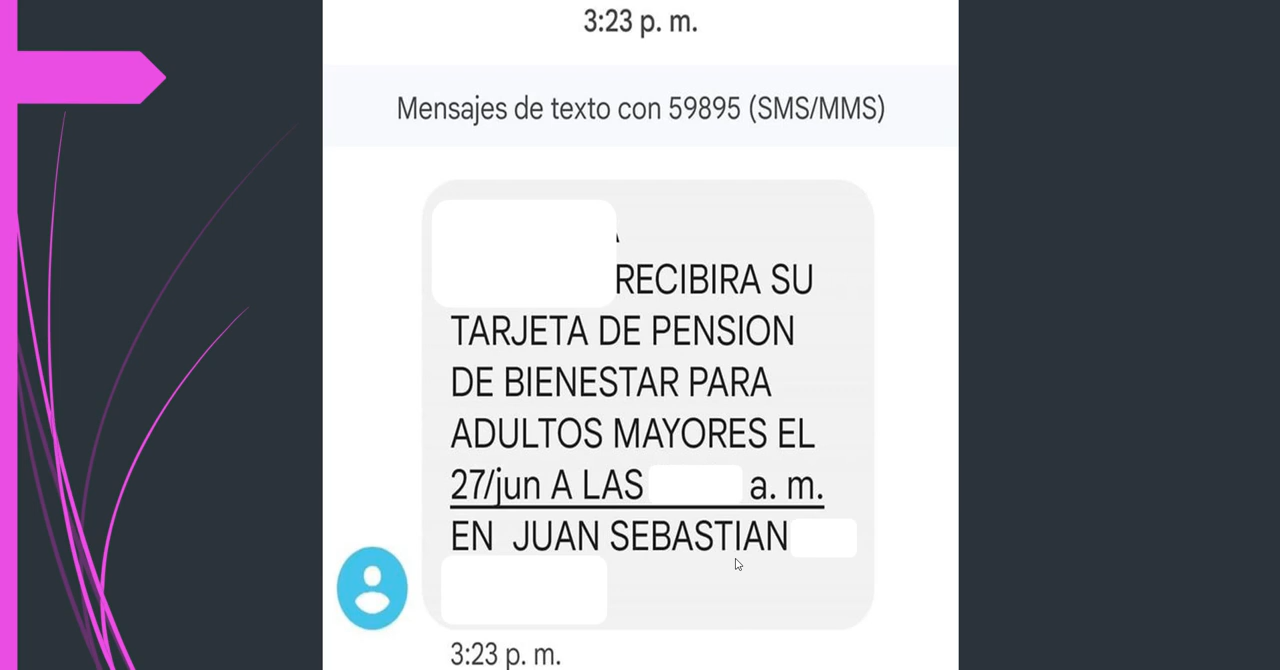 3:23 p. m.
Mensajes de texto con 59895 (SMS/MMS)
RECIBIRA SU
TARJETA DE PENSION
DE BIENESTAR PARA
ADULTOS MAYORES EL
27/jun A LAS a. m.
EN JUAN SEBASTIAN
3:23 p. m.